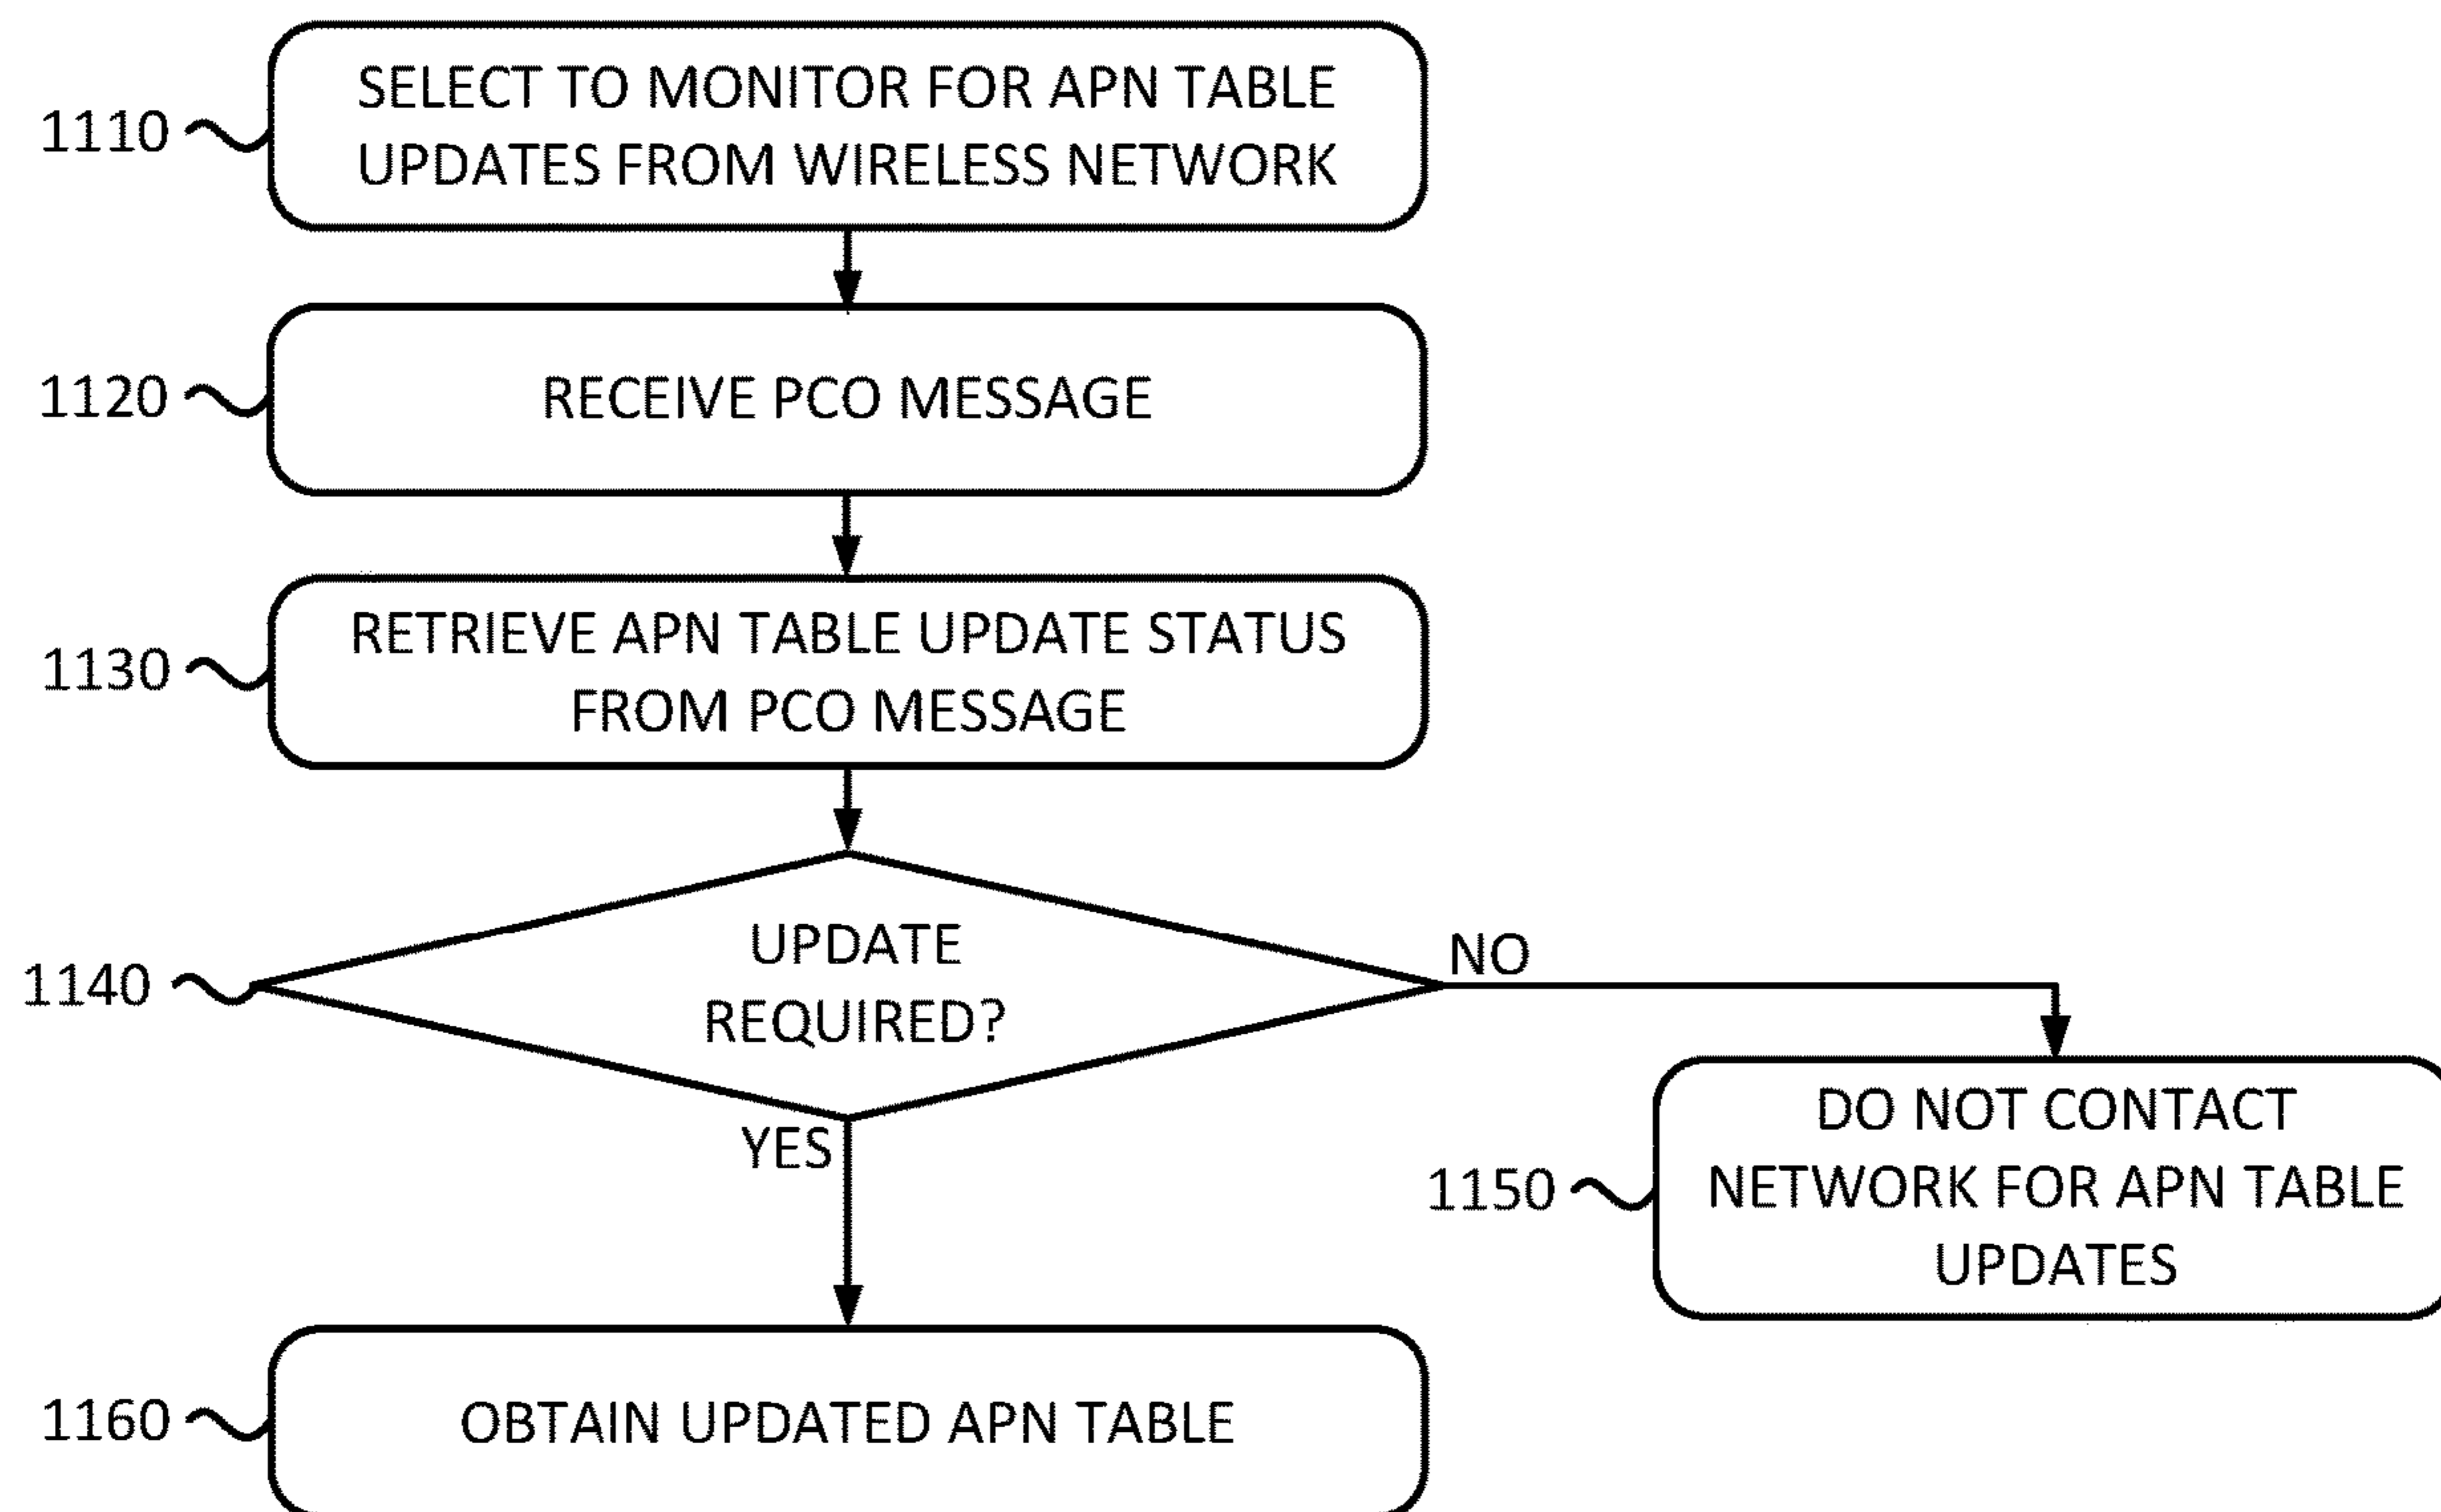 1110
SELECT TO MONITOR FOR APN TABLE
UPDATES FROM WIRELESS NETWORK
1120
RECEIVE PCO MESSAGE
1130
RETRIEVE APN TABLE UPDATE STATUS
FROM PCO MESSAGE
1140
UPDATE
REQUIRED?
NO
YES
1150
DO NOT CONTACT
NETWORK FOR APN TABLE
UPDATES
1160
OBTAIN UPDATED APN TABLE